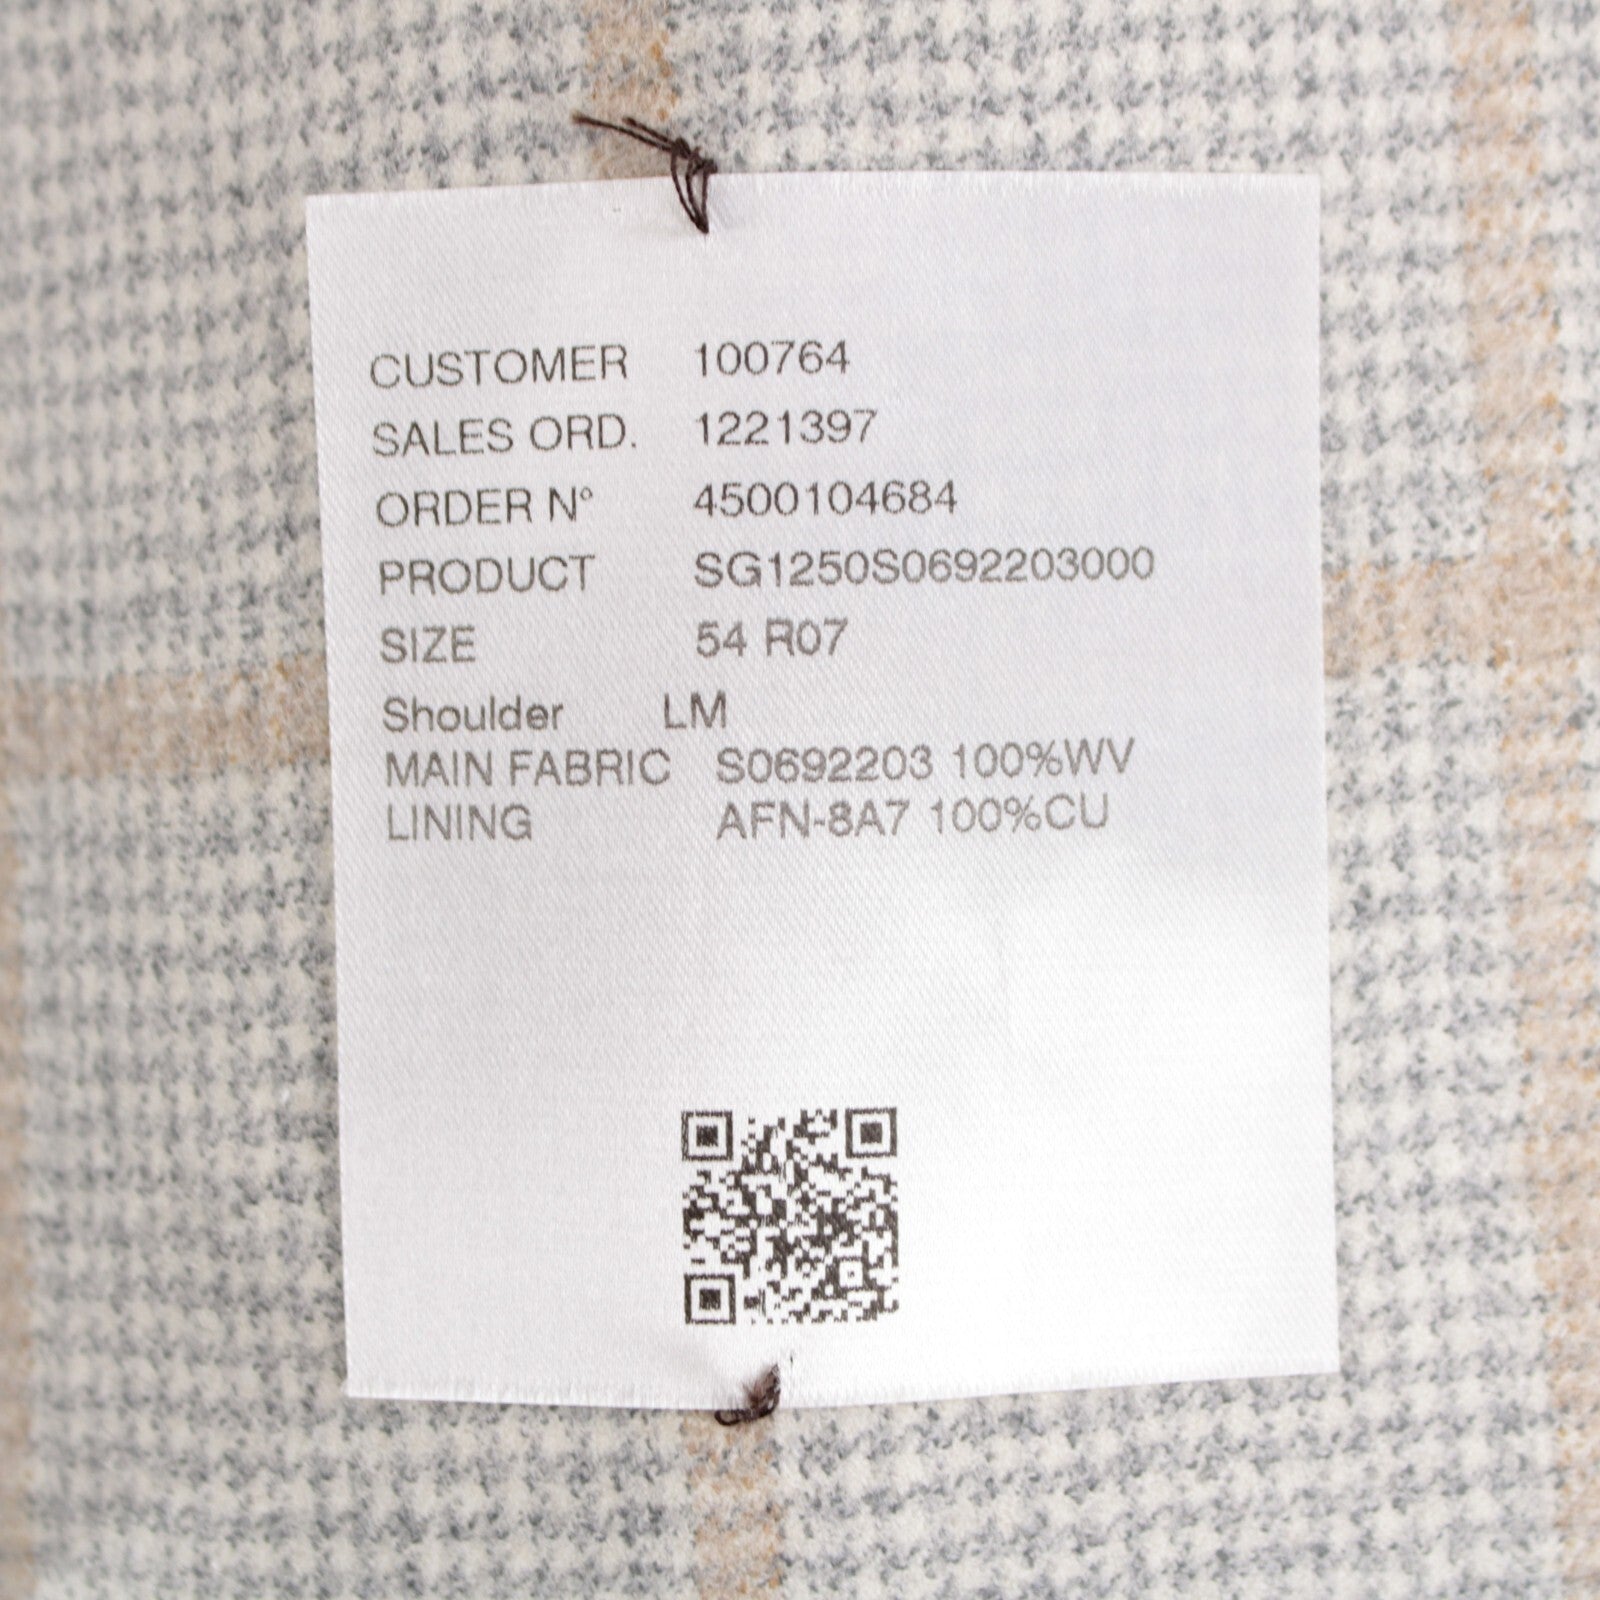 CUSTOMER 100764
SALES ORD. 1221397
ORDER N° 4500104684
PRODUCT SG1250S0692203000
SIZE 54 R07
Shoulder LM
MAIN FABRIC S0692203 100%WV
LINING AFN-8A7 100%CU